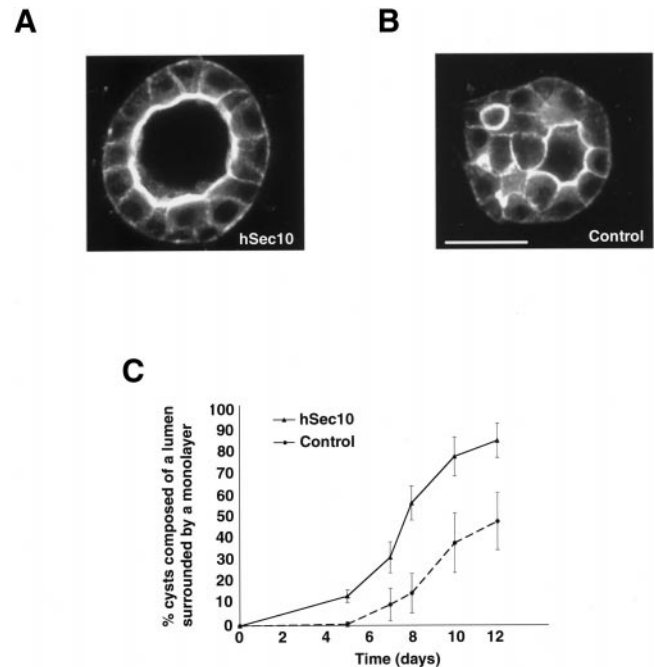 A
B
hSec10
Control
C
% cysts composed of a lumen
surrounded by a monolayer
100
90
80
70
60
50
40
30
20
10
0
hSec10
Control
0 2 4 6 8 10 12
Time (days)